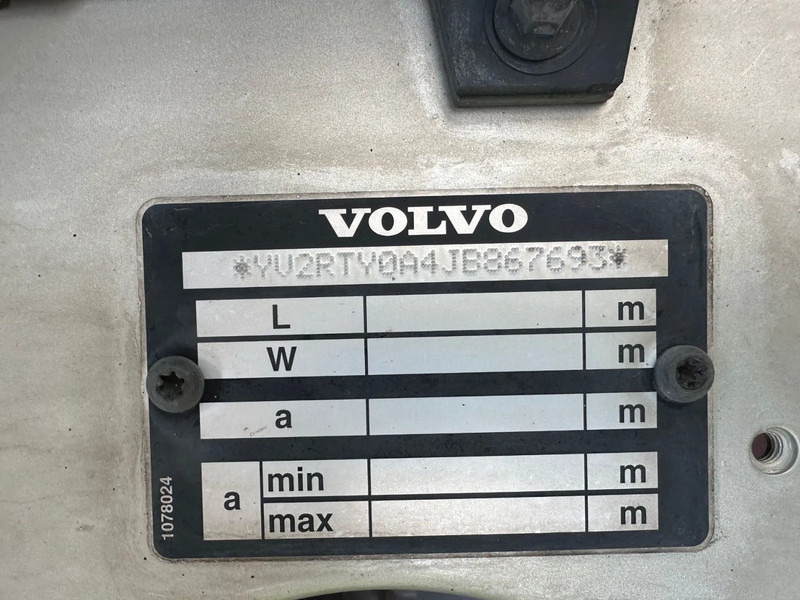 VOLVO
*YV2RTY0A4JB867693*
L m
W m
a m
a min m
max m
1078024